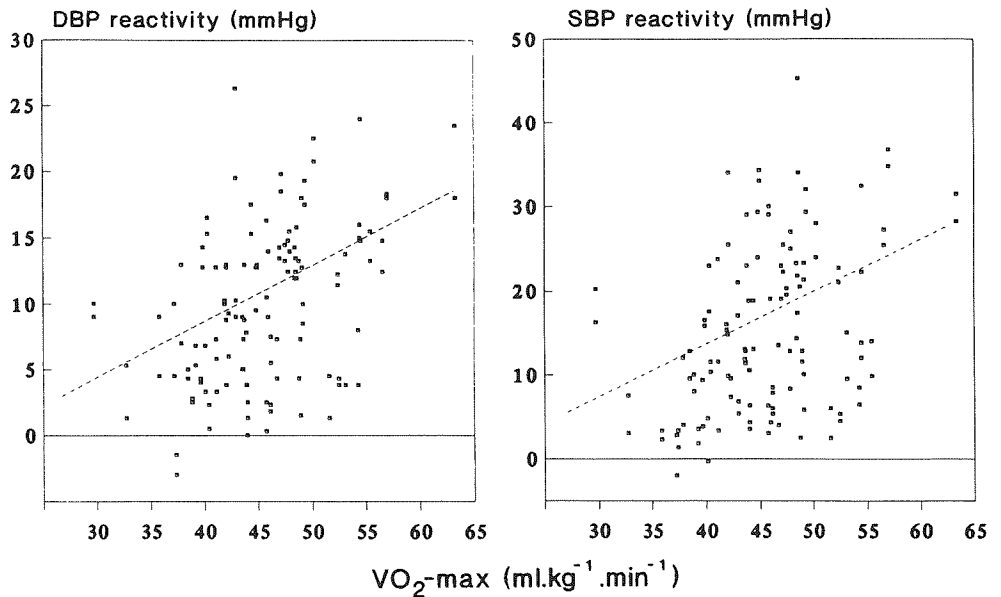 DBP reactivity (mmHg)
30
25
20
15
10
5
0
30 35 40 45 50 55 60 65
SBP reactivity (mmHg)
50
40
30
20
10
0
30 35 40 45 50 55 60 65
VO₂-max (ml.kg⁻¹.min⁻¹)